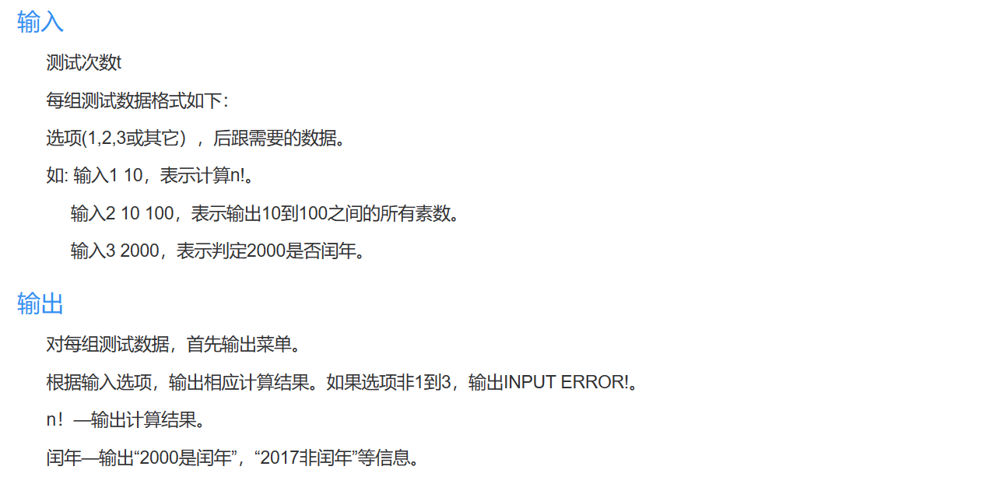 输入
测试次数t
每组测试数据格式如下：
选项(1,2,3或其它），后跟需要的数据。
如: 输入1 10，表示计算n!。
输入2 10 100，表示输出10到100之间的所有素数。
输入3 2000，表示判定2000是否闰年。
输出
对每组测试数据，首先输出菜单。
根据输入选项，输出相应计算结果。如果选项非1到3，输出INPUT ERROR!。
n！—输出计算结果。
闰年—输出“2000是闰年”，“2017非闰年”等信息。